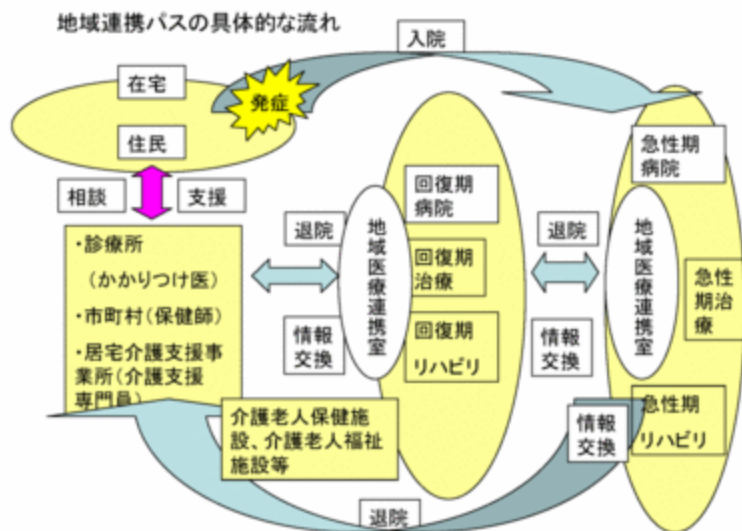 地域連携パスの具体的な流れ
入院
在宅
発症
住民
相談
支援
・診療所
(かかりつけ医)
・市町村(保健師)
・居宅介護支援事
業所(介護支援
専門員)
退院
情報
交換
地域医療連携室
回復期
病院
回復期
治療
回復期
リハビリ
介護老人保健施
設、介護老人福祉
施設等
退院
情報
交換
地域医療連携室
急性期
病院
急性
期治
療
急性期
リハビリ
情報
交換
退院